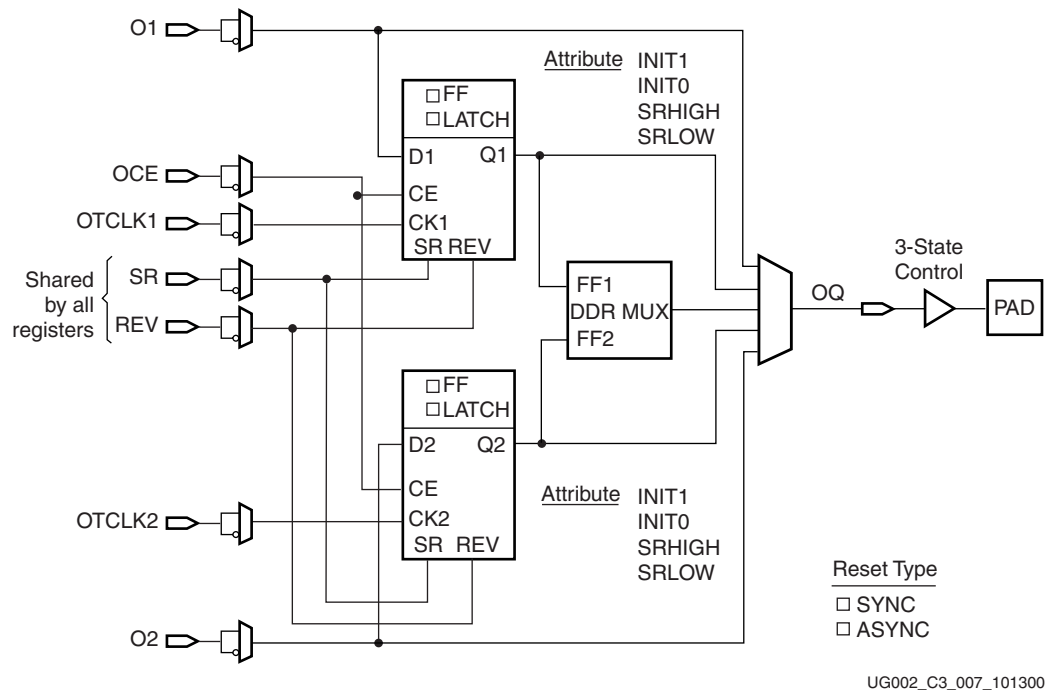 O1
Attribute INIT1
INIT0
SRHIGH
SRLOW
FF
LATCH
D1 Q1
CE
CK1
SR REV
OCE
OTCLK1
Shared
by all
registers
SR
REV
FF1
DDR MUX
FF2
OQ
3-State
Control
PAD
FF
LATCH
D2 Q2
CE
CK2
SR REV
Attribute INIT1
INIT0
SRHIGH
SRLOW
OTCLK2
O2
Reset Type
SYNC
ASYNC
UG002_C3_007_101300